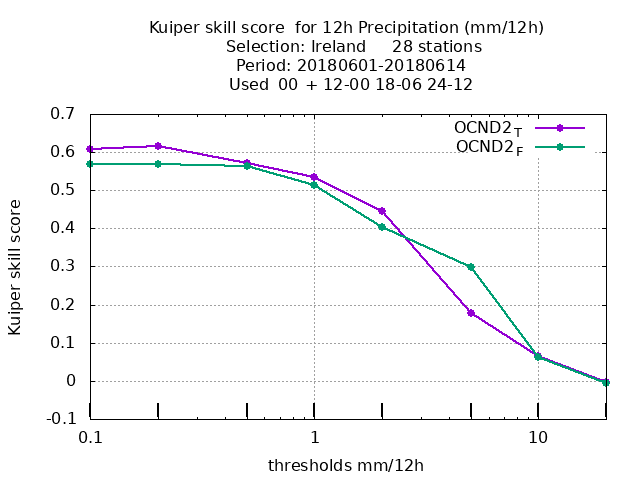 Kuiper skill score  for 12h Precipitation (mm/12h)
Selection: Ireland     28 stations
Period: 20180601-20180614
Used  00 + 12-00 18-06 24-12
OCND2T
OCND2F
Kuiper skill score
0.7
0.6
0.5
0.4
0.3
0.2
0.1
0
-0.1
0.1
1
10
thresholds mm/12h